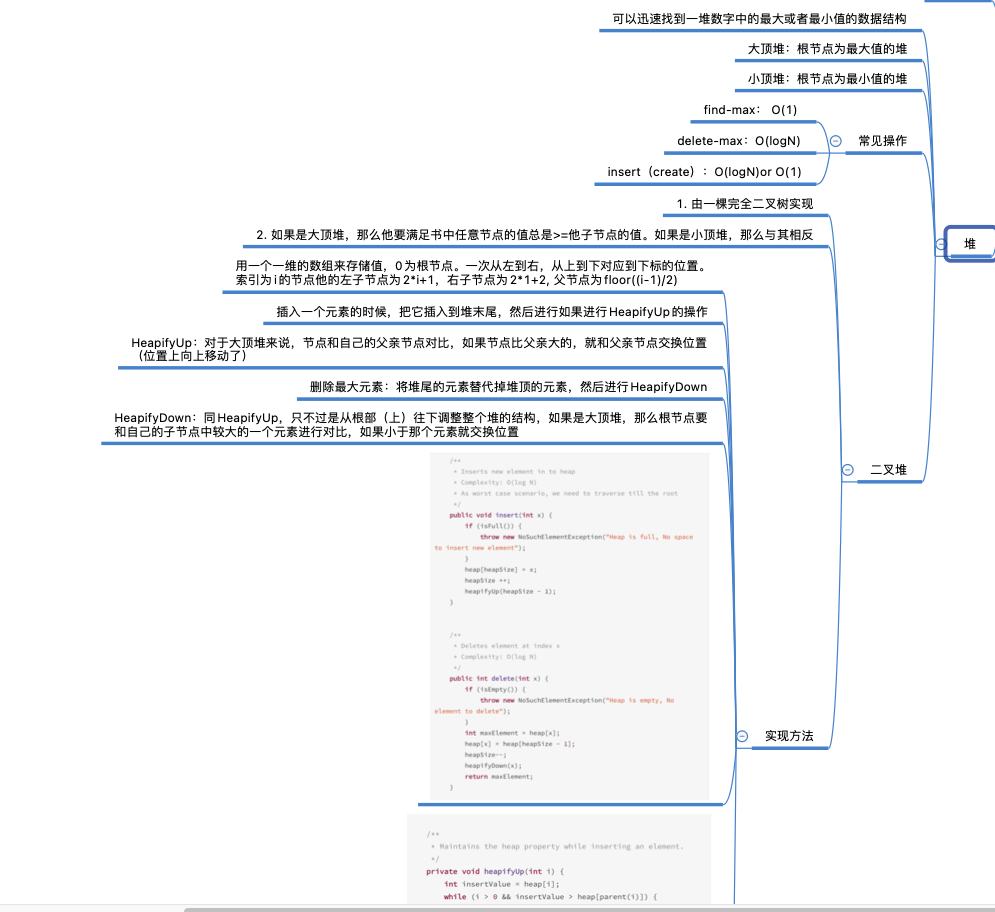 可以迅速找到一堆数字中的最大或者最小值的数据结构
大顶堆：根节点为最大值的堆
小顶堆：根节点为最小值的堆
find-max： O(1)
delete-max：O(logN)
常见操作
insert（create）：O(logN)or O(1)
1. 由一棵完全二叉树实现
2. 如果是大顶堆，那么他要满足书中任意节点的值总是>=他子节点的值。如果是小顶堆，那么与其相反
堆
用一个一维的数组来存储值，0为根节点。一次从左到右，从上到下对应到下标的位置。
索引为i的节点他的左子节点为2*i+1，右子节点为2*1+2, 父节点为floor((i-1)/2)
插入一个元素的时候，把它插入到堆末尾，然后进行如果进行HeapifyUp的操作
HeapifyUp：对于大顶堆来说，节点和自己的父亲节点对比，如果节点比父亲大的，就和父亲节点交换位置
（位置上向上移动了）
删除最大元素：将堆尾的元素替代掉堆顶的元素，然后进行HeapifyDown
HeapifyDown：同HeapifyUp，只不过是从根部（上）往下调整整个堆的结构，如果是大顶堆，那么根节点要
和自己的子节点中较大的一个元素进行对比，如果小于那个元素就交换位置
二叉堆
/**
* Inserts new element in to heap
* Complexity: O(log N)
* As worst case scenario, we need to traverse till the root
*/
public void insert(int x) {
if (isFull()) {
throw new NoSuchElementException("Heap is full, No space
to insert new element");
}
heap[heapSize] = x;
heapSize ++;
heapifyUp(heapSize - 1);
}
/**
* Deletes element at index x
* Complexity: O(log N)
*/
public int delete(int x) {
if (isEmpty()) {
throw new NoSuchElementException("Heap is empty, No
element to delete");
}
int maxElement = heap[x];
heap[x] = heap[heapSize - 1];
heapSize--;
heapifyDown(x);
return maxElement;
}
实现方法
/**
* Maintains the heap property while inserting an element.
*/
private void heapifyUp(int i) {
int insertValue = heap[i];
while (i > 0 && insertValue > heap[parent(i)]) {